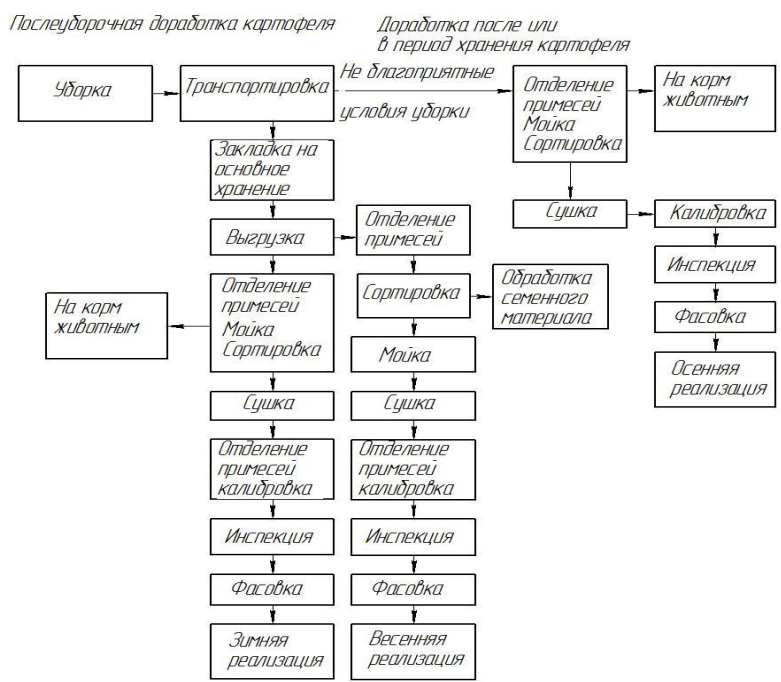 Послеуборочная доработка картофеля
Доработка после или
в период хранения картофеля
Уборка
Транспортировка
Не благоприятные
условия уборки
Отделение
примесей
Мойка
Сортировка
На корм
животным
Закладка на
основное
хранение
Сушка
Калибровка
Выгрузка
Отделение
примесей
Инспекция
Отделение
примесей
Мойка
Сортировка
На корм
животным
Сортировка
Обработка
семенного
материала
Фасовка
Мойка
Осенняя
реализация
Сушка
Сушка
Отделение
примесей
калибровка
Отделение
примесей
калибровка
Инспекция
Инспекция
Фасовка
Фасовка
Зимняя
реализация
Весенняя
реализация